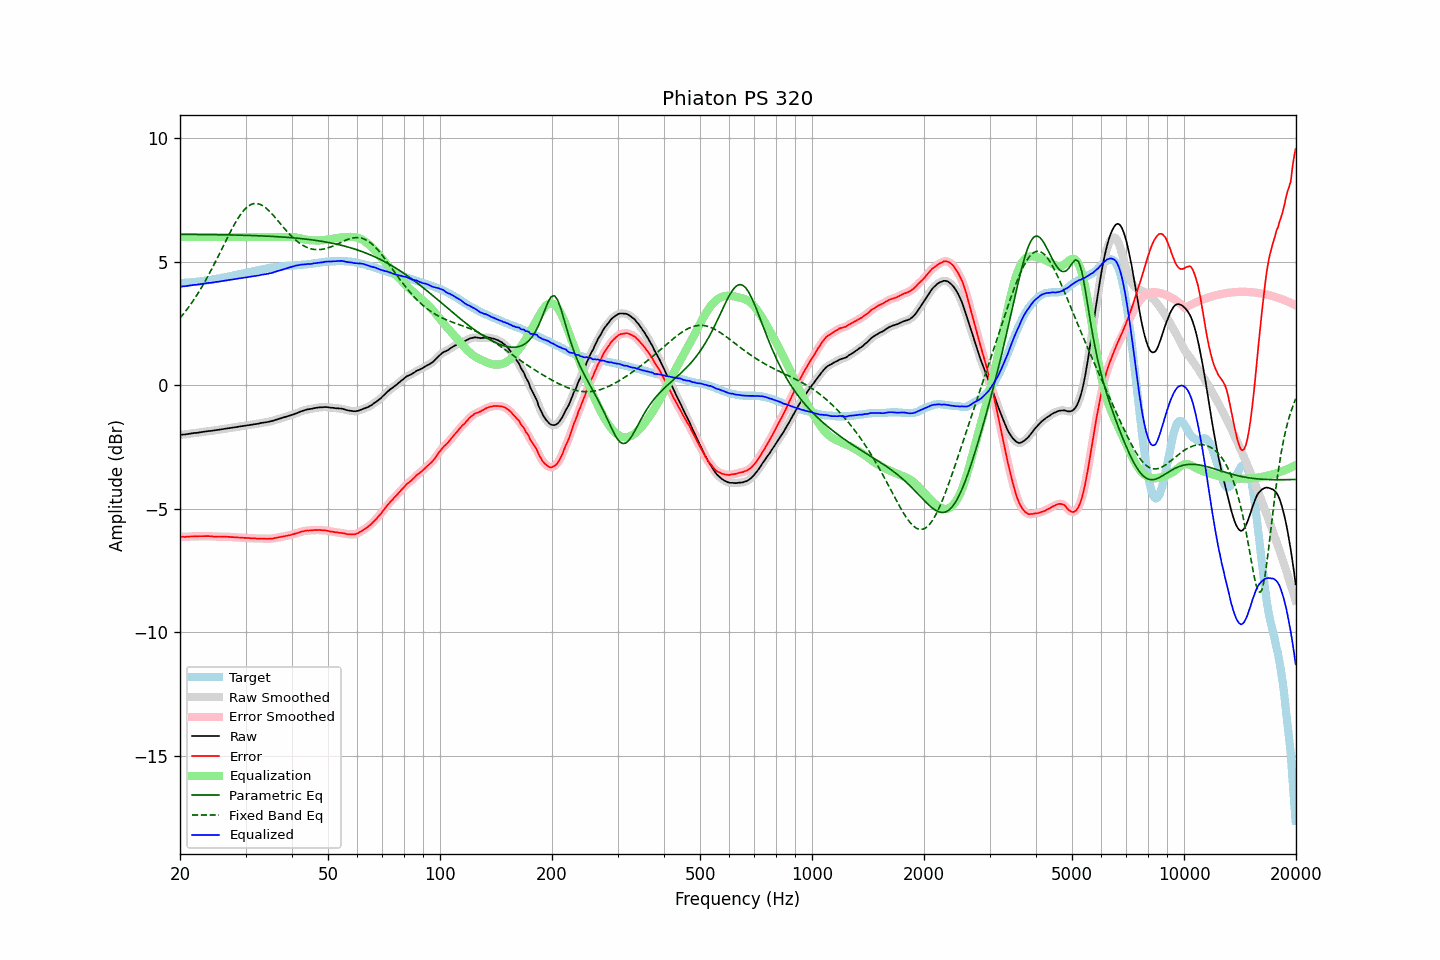 Phiaton PS 320
10
5
0
−5
−10
−15
Amplitude (dBr)
Target
Raw Smoothed
Error Smoothed
Raw
Error
Equalization
Parametric Eq
Fixed Band Eq
Equalized
20 50 100 200 500 1000 2000 5000 10000 20000
Frequency (Hz)